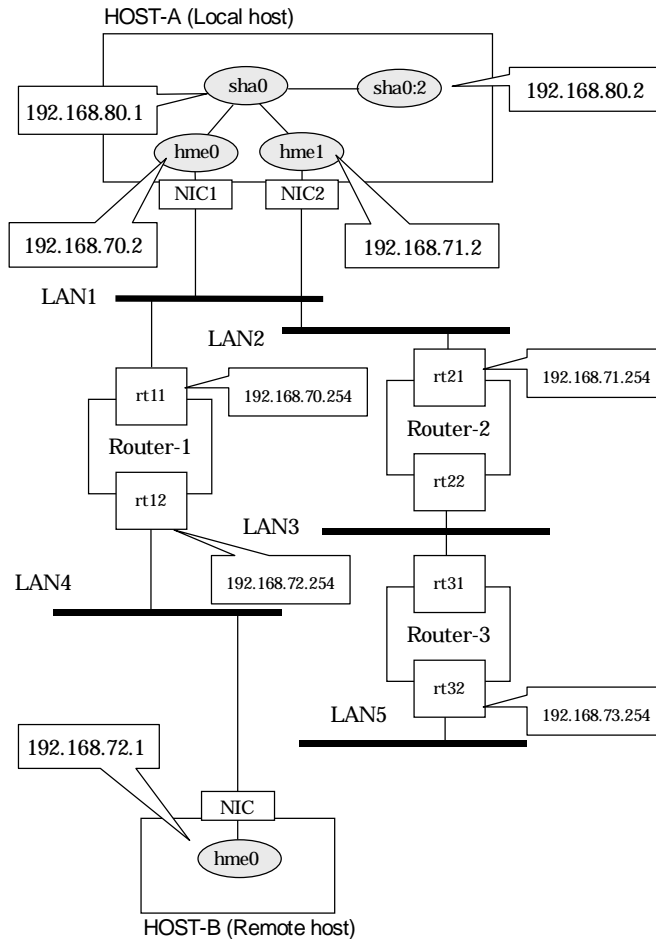 HOST-A (Local host)
sha0
sha0:2
192.168.80.1
192.168.80.2
hme0
hme1
NIC1
NIC2
192.168.70.2
192.168.71.2
LAN1
LAN2
rt11
192.168.70.254
rt21
192.168.71.254
Router-1
Router-2
rt12
rt22
LAN3
192.168.72.254
LAN4
rt31
Router-3
rt32
192.168.73.254
LAN5
192.168.72.1
NIC
hme0
HOST-B (Remote host)